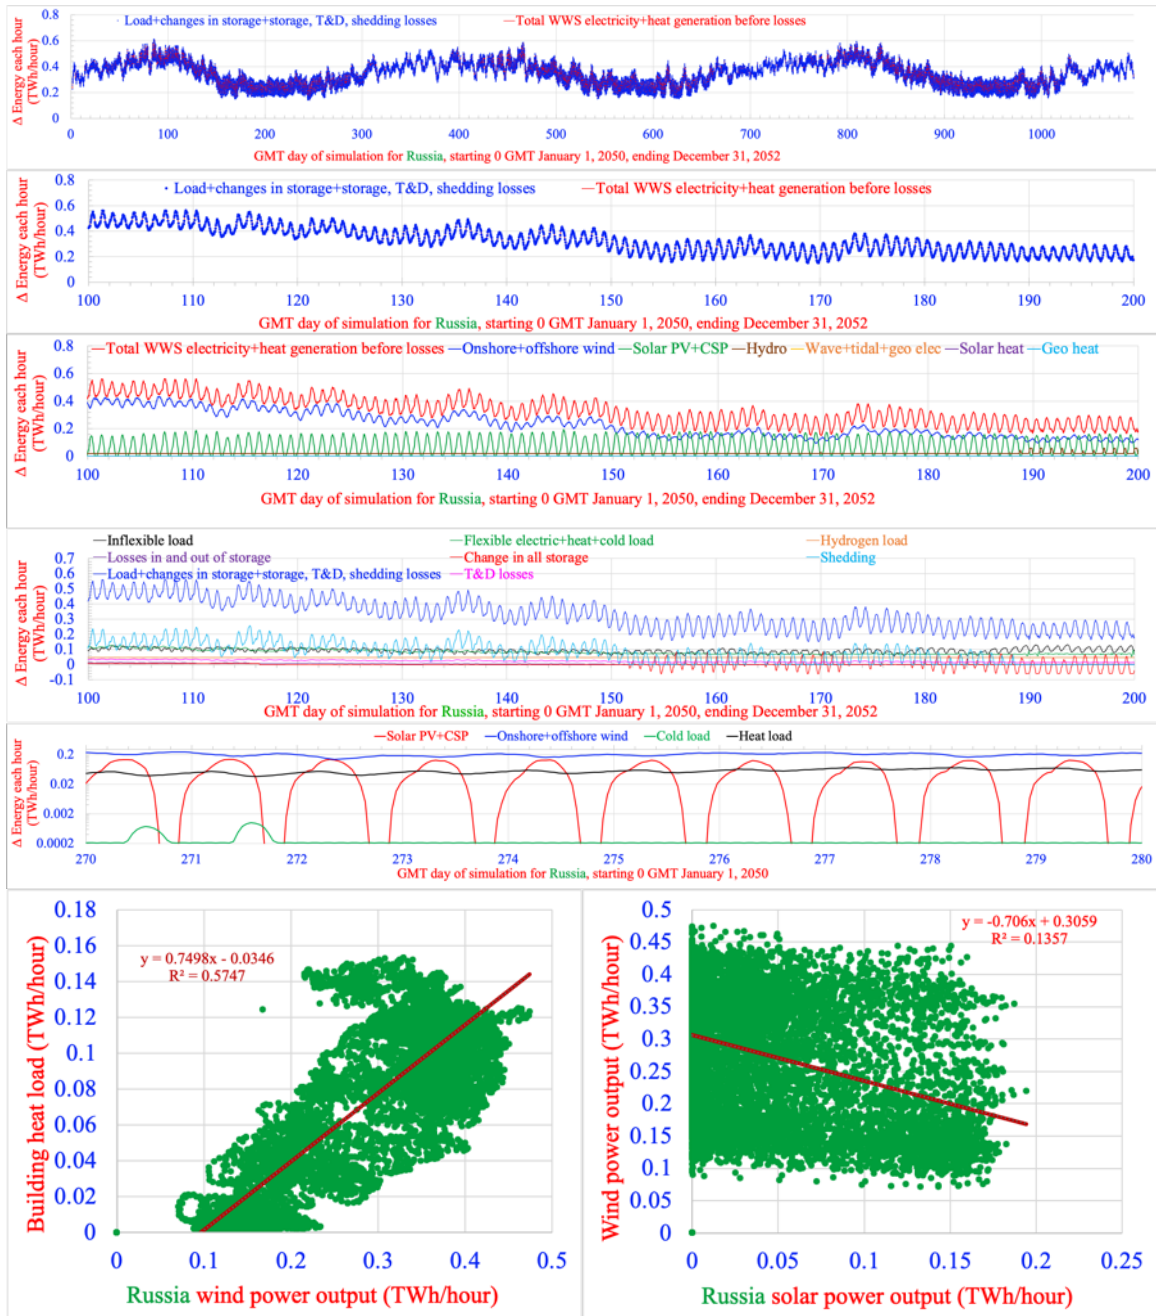 Load+changes in storage+storage, T&D, shedding losses
Total WWS electricity+heat generation before losses
Δ Energy each hour
(TWh/hour)
0.8
0.6
0.4
0.2
0
0 100 200 300 400 500 600 700 800 900 1000
GMT day of simulation for Russia, starting 0 GMT January 1, 2050, ending December 31, 2052
Load+changes in storage+storage, T&D, shedding losses
Total WWS electricity+heat generation before losses
Δ Energy each hour
(TWh/hour)
0.8
0.6
0.4
0.2
0
100 110 120 130 140 150 160 170 180 190 200
GMT day of simulation for Russia, starting 0 GMT January 1, 2050, ending December 31, 2052
Total WWS electricity+heat generation before losses Onshore+offshore wind Solar PV+CSP Hydro Wave+tidal+geo elec Solar heat Geo heat
Δ Energy each hour
(TWh/hour)
0.8
0.6
0.4
0.2
0
100 110 120 130 140 150 160 170 180 190 200
GMT day of simulation for Russia, starting 0 GMT January 1, 2050, ending December 31, 2052
Inflexible load Flexible electric+heat+cold load Hydrogen load
Losses in and out of storage Change in all storage Shedding
Load+changes in storage+storage, T&D, shedding losses T&D losses
Δ Energy each hour
(TWh/hour)
0.7
0.6
0.5
0.4
0.3
0.2
0.1
0
-0.1
100 110 120 130 140 150 160 170 180 190 200
GMT day of simulation for Russia, starting 0 GMT January 1, 2050, ending December 31, 2052
Solar PV+CSP Onshore+offshore wind Cold load Heat load
Δ Energy each hour
(TWh/hour)
0.2
0.02
0.002
0.0002
270 271 272 273 274 275 276 277 278 279 280
GMT day of simulation for Russia, starting 0 GMT January 1, 2050
Building heat load (TWh/hour)
0.18
0.16
0.14
0.12
0.1
0.08
0.06
0.04
0.02
0
y = 0.7498x - 0.0346
R² = 0.5747
0 0.1 0.2 0.3 0.4 0.5
Russia wind power output (TWh/hour)
Wind power output (TWh/hour)
0.5
0.45
0.4
0.35
0.3
0.25
0.2
0.15
0.1
0.05
0
y = -0.706x + 0.3059
R² = 0.1357
0 0.05 0.1 0.15 0.2 0.25
Russia solar power output (TWh/hour)